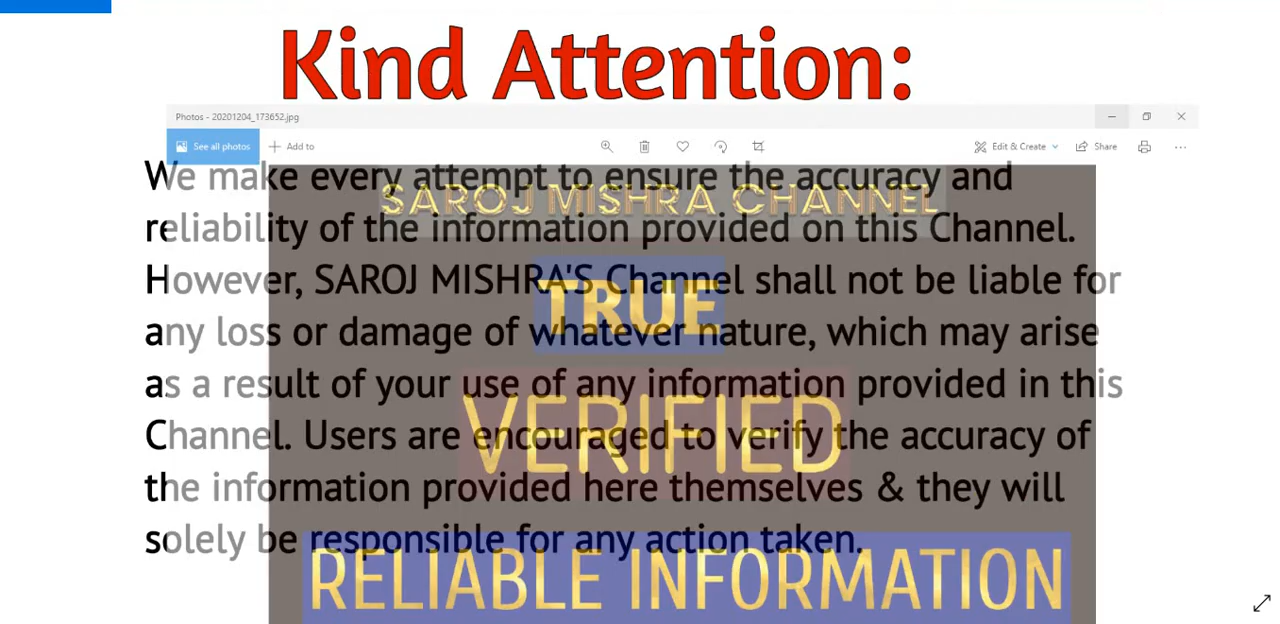 Kind Attention:
Photos - 20201204_173652.jpg
See all photos
Add to
Edit & Create
Share
We make every attempt to ensure the accuracy and
SAROJ MISHRA CHANNEL
reliability of the information provided on this Channel.
However, SAROJ MISHRA'S Channel shall not be liable for
TRUE
any loss or damage of whatever nature, which may arise
as a result of your use of any information provided in this
VERIFIED
Channel. Users are encouraged to verify the accuracy of
the information provided here themselves & they will
solely be responsible for any action taken.
RELIABLE INFORMATION